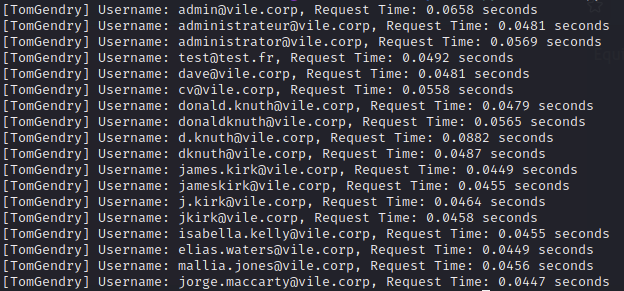 [TomGendry] Username: admin@vile.corp, Request Time: 0.0658 seconds
[TomGendry] Username: administrateur@vile.corp, Request Time: 0.0481 seconds
[TomGendry] Username: administrator@vile.corp, Request Time: 0.0569 seconds
[TomGendry] Username: test@test.fr, Request Time: 0.0492 seconds
[TomGendry] Username: dave@vile.corp, Request Time: 0.0481 seconds
[TomGendry] Username: cv@vile.corp, Request Time: 0.0558 seconds
[TomGendry] Username: donald.knuth@vile.corp, Request Time: 0.0479 seconds
[TomGendry] Username: donaldknuth@vile.corp, Request Time: 0.0565 seconds
[TomGendry] Username: d.knuth@vile.corp, Request Time: 0.0882 seconds
[TomGendry] Username: dknuth@vile.corp, Request Time: 0.0487 seconds
[TomGendry] Username: james.kirk@vile.corp, Request Time: 0.0449 seconds
[TomGendry] Username: jameskirk@vile.corp, Request Time: 0.0455 seconds
[TomGendry] Username: j.kirk@vile.corp, Request Time: 0.0464 seconds
[TomGendry] Username: jkirk@vile.corp, Request Time: 0.0458 seconds
[TomGendry] Username: isabella.kelly@vile.corp, Request Time: 0.0455 seconds
[TomGendry] Username: elias.waters@vile.corp, Request Time: 0.0449 seconds
[TomGendry] Username: mallia.jones@vile.corp, Request Time: 0.0456 seconds
[TomGendry] Username: jorge.maccarty@vile.corp, Request Time: 0.0447 seconds